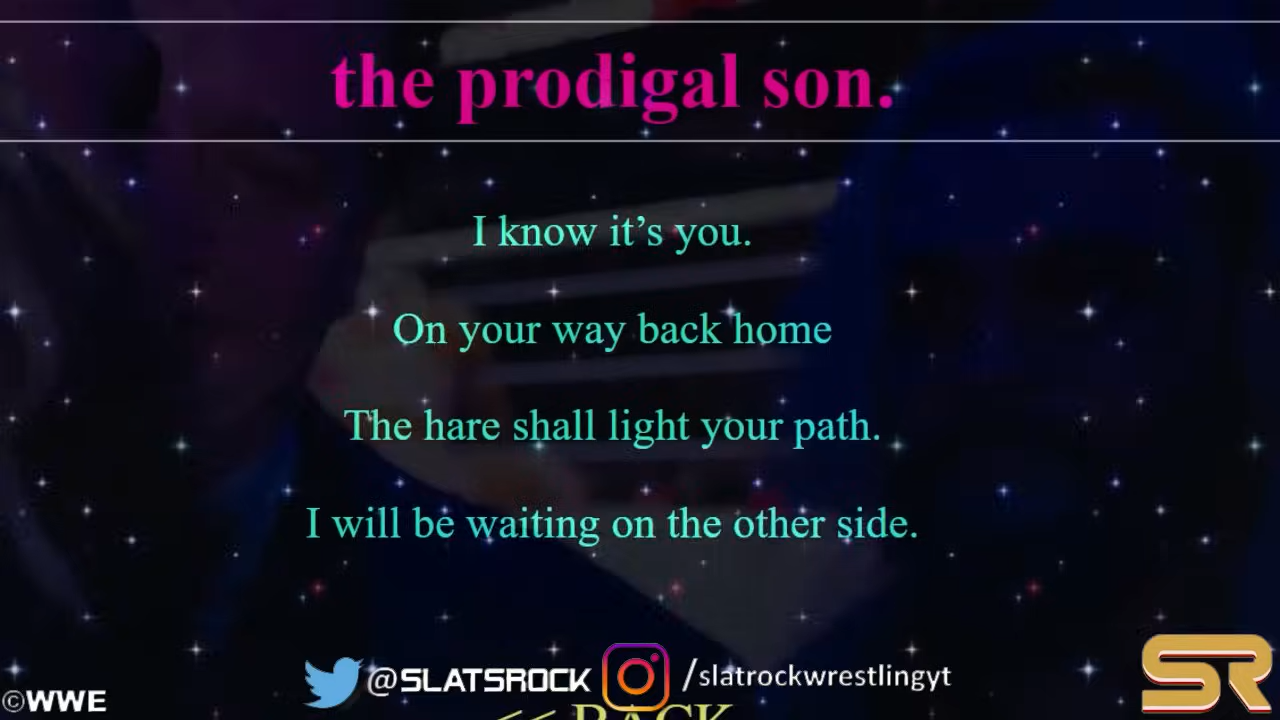 the prodigal son.
I know it’s you.
On your way back home
The hare shall light your path.
I will be waiting on the other side.
@SLATSROCK /slatrockwrestlingyt
SR
©WWE
<< BACK